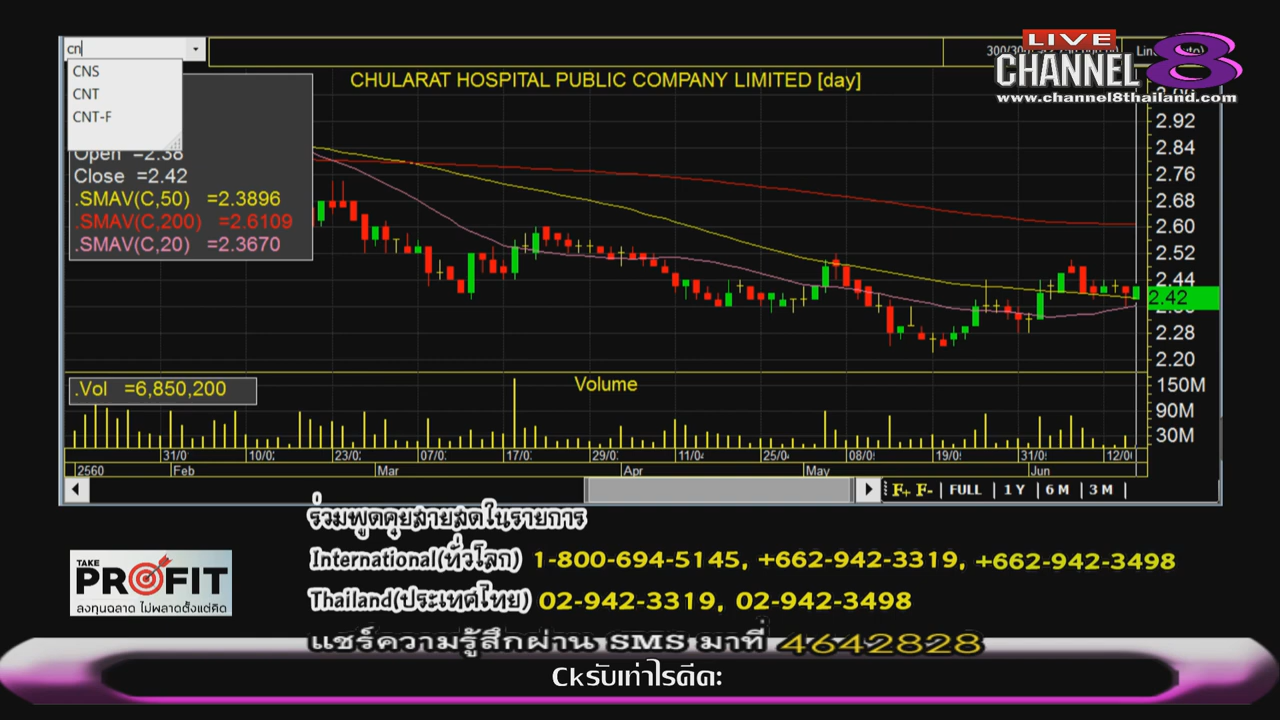 cn
CNS
CNT
CNT-F
LIVE
CHANNEL 8
www.channel8thailand.com
CHULARAT HOSPITAL PUBLIC COMPANY LIMITED [day]
Open =2.38
Close =2.42
.SMAV(C,50) =2.3896
.SMAV(C,200) =2.6109
.SMAV(C,20) =2.3670
2.92
2.84
2.76
2.68
2.60
2.52
2.44
2.42
2.28
2.20
.Vol =6,850,200
Volume
150M
90M
30M
31/0 10/0 23/0 07/0 17/0 29/0 11/0 25/0 08/0 19/0 31/0 12/0
2560 Feb Mar Apr May Jun
F+ F- FULL 1 Y 6 M 3 M
ร่วมพูดคุยสายสดในรายการ
International(ทั่วโลก) 1-800-694-5145, +662-942-3319, +662-942-3498
Thailand(ประเทศไทย) 02-942-3319, 02-942-3498
แชร์ความรู้สึกผ่าน SMS มาที่ 4642828
TAKE
PROFIT
ลงทุนฉลาด ไม่พลาดตั้งแต่คิด
Ckรับเท่าไรดีคะ